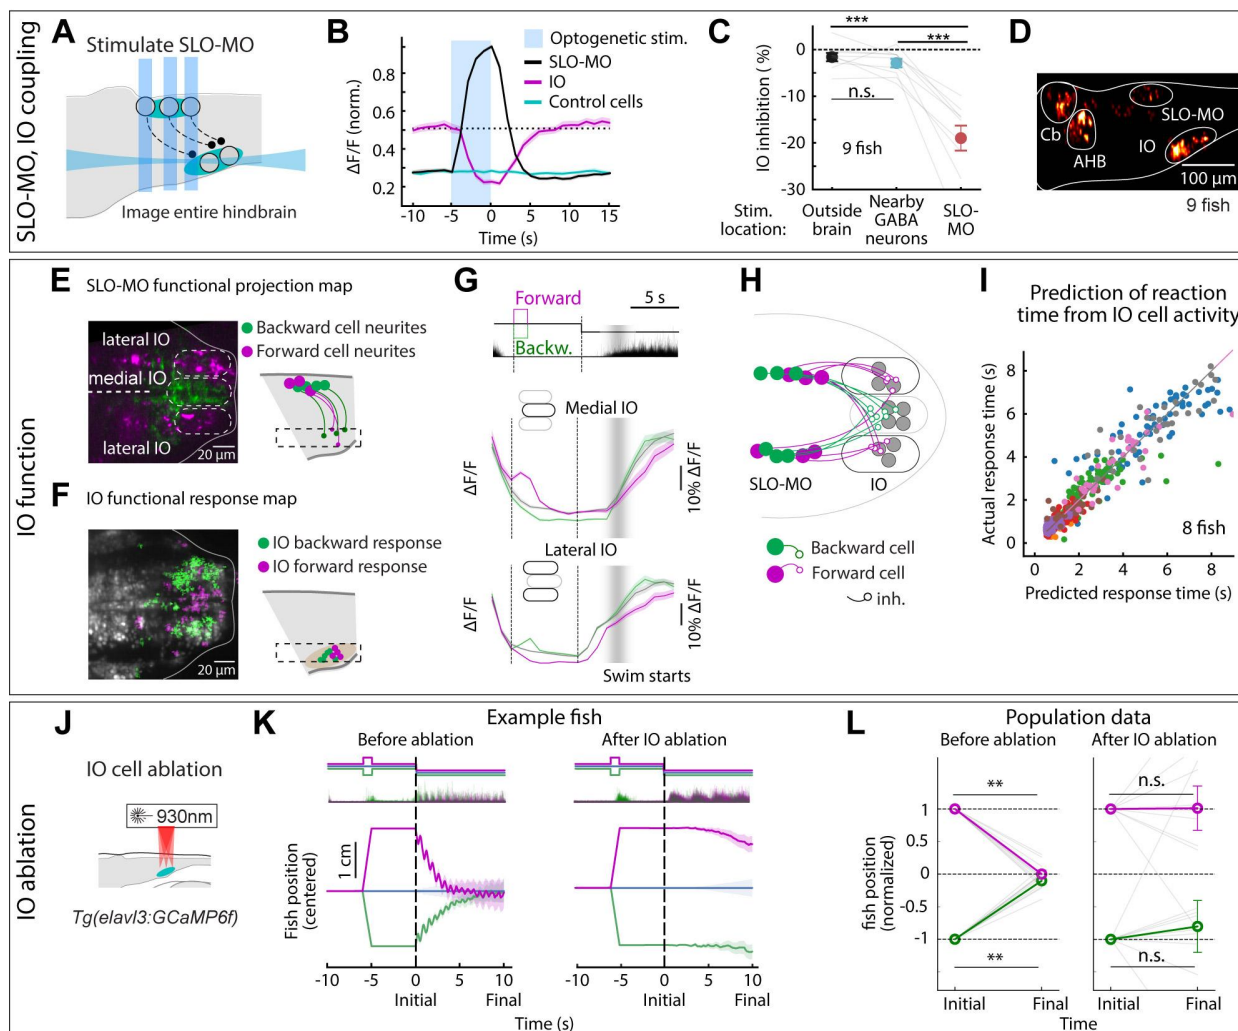 SLO-MO, IO coupling
A
Stimulate SLO-MO
Image entire hindbrain
B
Optogenetic stim.
SLO-MO
IO
Control cells
ΔF/F (norm.)
1.0
0.8
0.6
0.4
0.2
-10
-5
0
5
10
15
Time (s)
C
***
***
IO inhibition ( %)
0
-10
-20
-30
n.s.
9 fish
Stim.
location:
Outside
brain
Nearby
GABA
neurons
SLO-
MO
D
Cb
AHB
SLO-MO
IO
100 µm
9 fish
IO function
E
SLO-MO functional projection map
lateral IO
medial IO
lateral IO
20 µm
Backward cell neurites
Forward cell neurites
F
IO functional response map
20 µm
IO backward response
IO forward response
G
Forward
Backw.
5 s
Medial IO
ΔF/F
10% ΔF/F
Lateral IO
ΔF/F
10% ΔF/F
Swim starts
H
SLO-MO
IO
Backward cell
Forward cell
inh.
I
Prediction of reaction
time from IO cell activity
Actual response time (s)
8
6
4
2
0
8 fish
0
2
4
6
8
Predicted response time (s)
IO ablation
J
IO cell ablation
930nm
Tg(elavl3:GCaMP6f)
K
Example fish
Before ablation
After IO ablation
Fish position
(centered)
1 cm
-10
-5
0
5
10
Initial
Final
-10
-5
0
5
10
Initial
Final
Time (s)
L
Population data
Before ablation
After IO ablation
fish position
(normalized)
1
0.5
0
-0.5
-1
**
**
n.s.
n.s.
Initial
Final
Initial
Final
Time